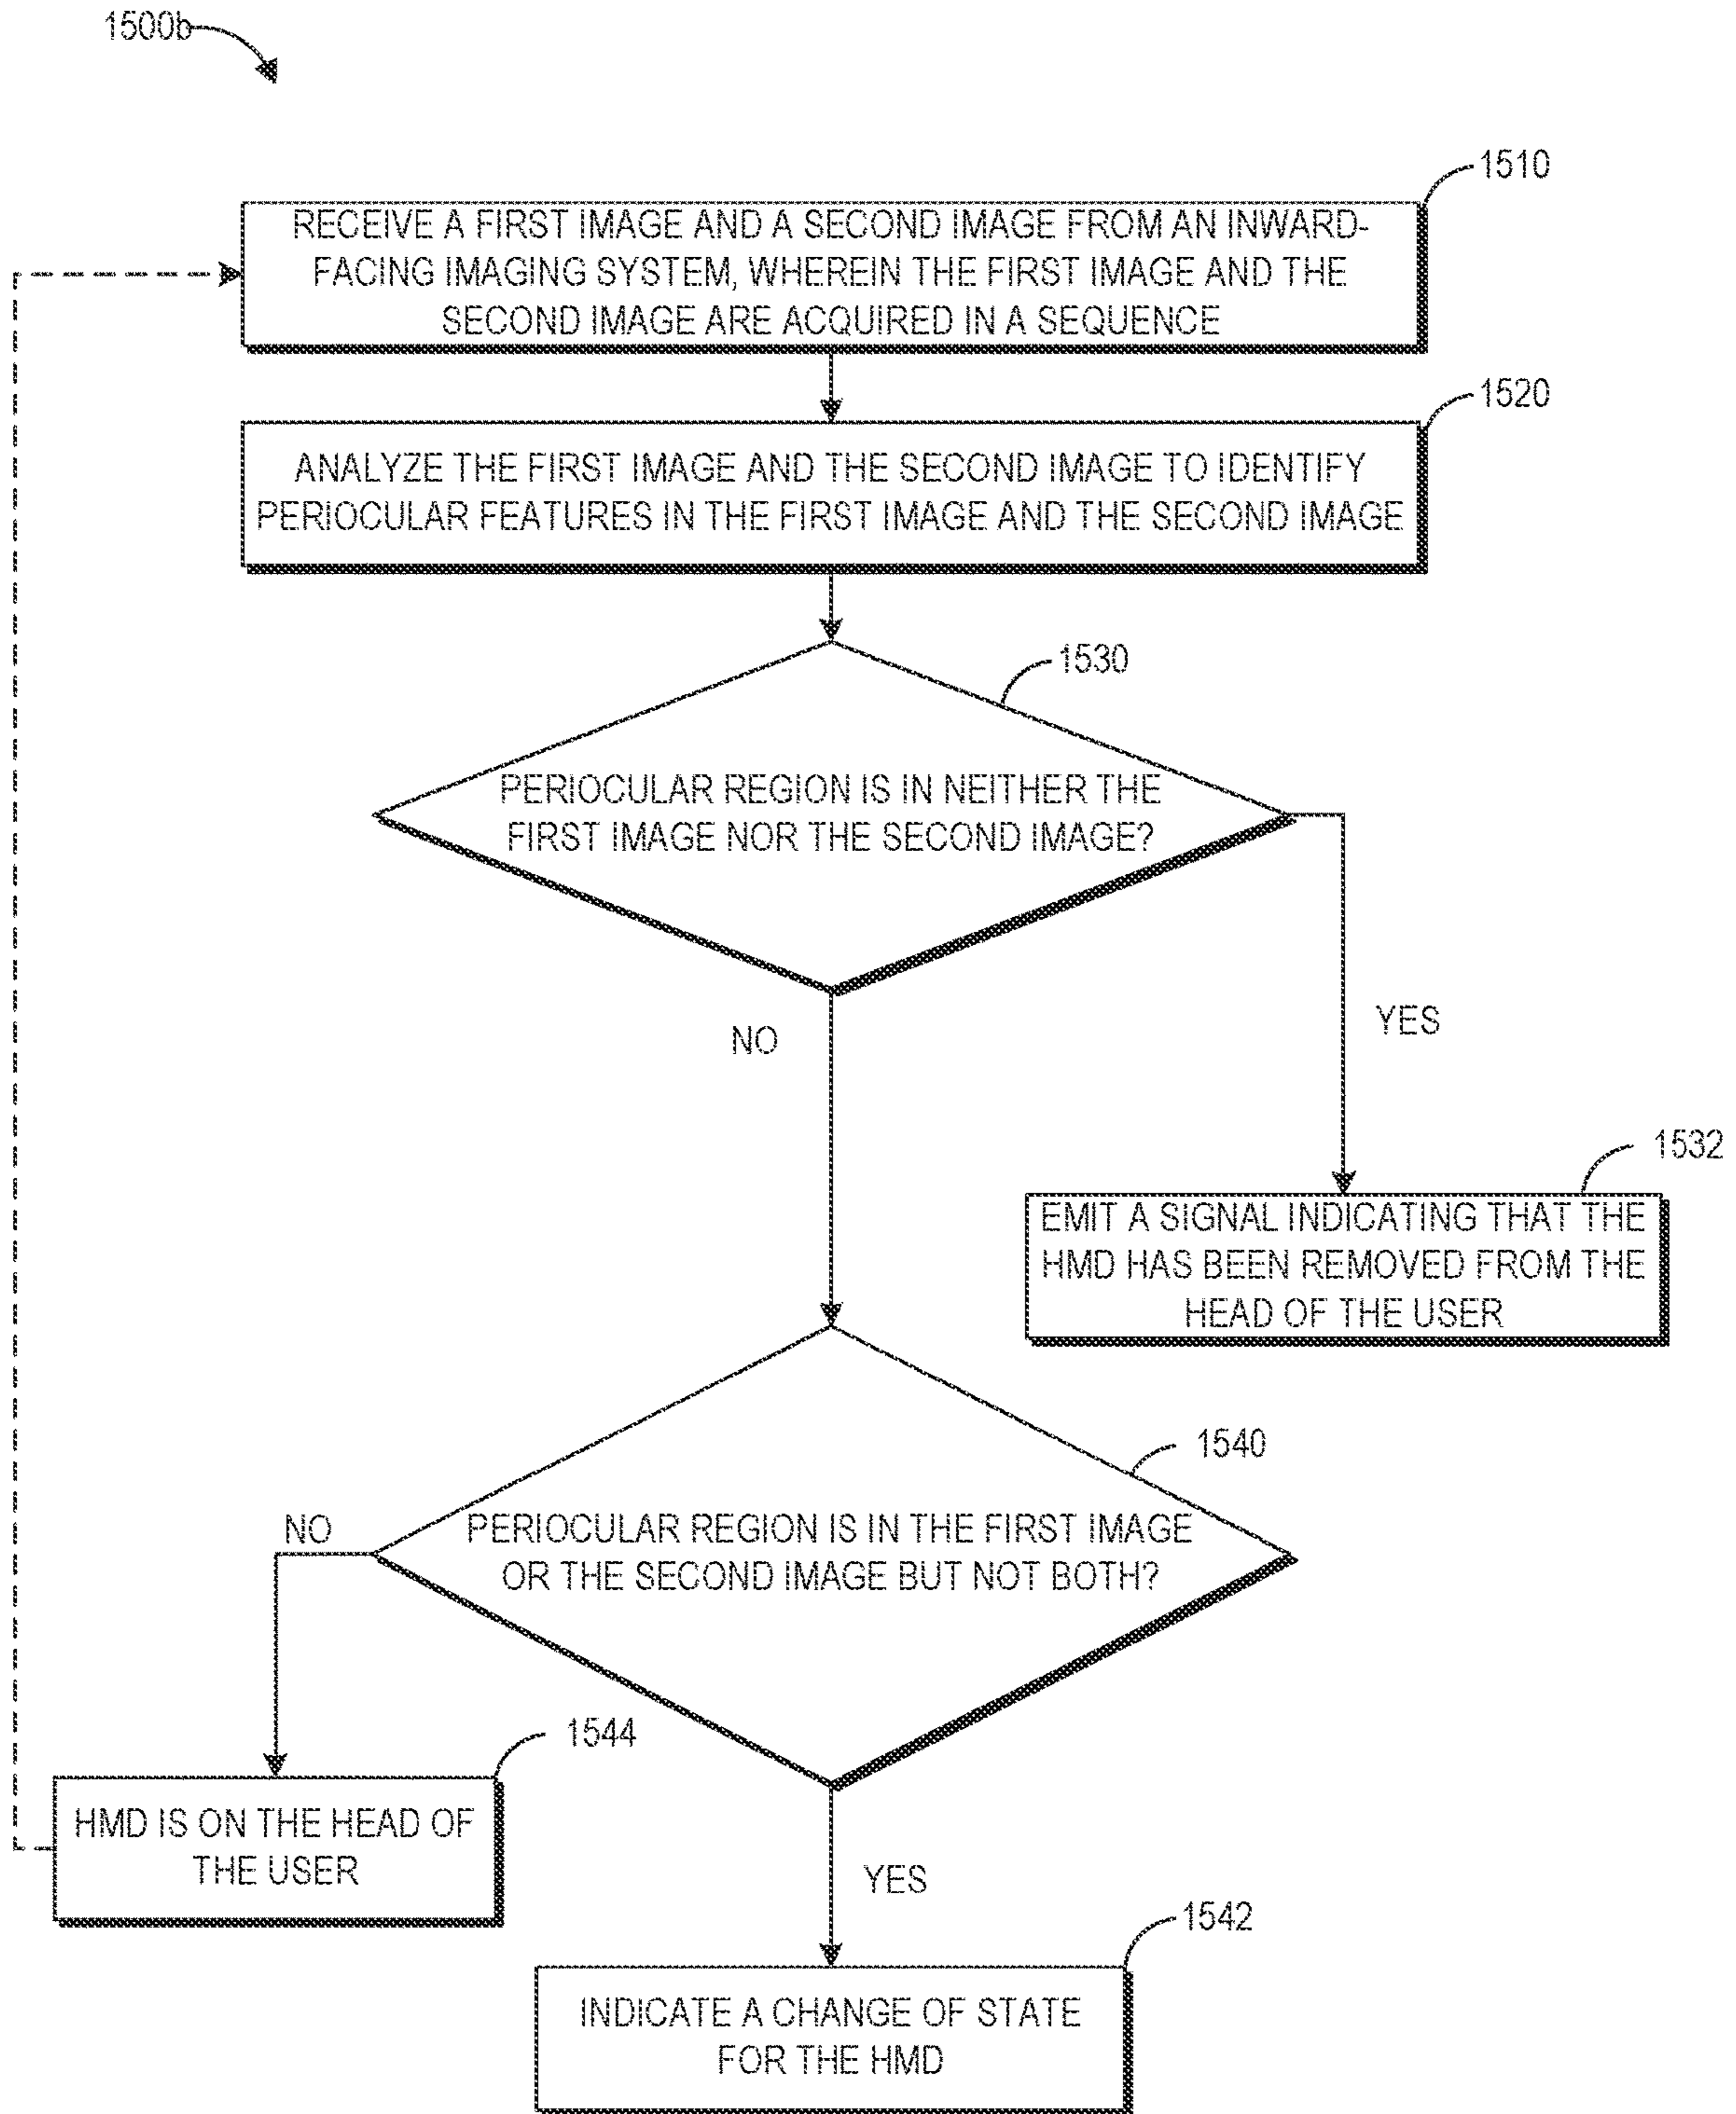 1500b
1510
RECEIVE A FIRST IMAGE AND A SECOND IMAGE FROM AN INWARD-
FACING IMAGING SYSTEM, WHEREIN THE FIRST IMAGE AND THE
SECOND IMAGE ARE ACQUIRED IN A SEQUENCE
1520
ANALYZE THE FIRST IMAGE AND THE SECOND IMAGE TO IDENTIFY
PERIOCULAR FEATURES IN THE FIRST IMAGE AND THE SECOND IMAGE
1530
PERIOCULAR REGION IS IN NEITHER THE
FIRST IMAGE NOR THE SECOND IMAGE?
YES
NO
1532
EMIT A SIGNAL INDICATING THAT THE
HMD HAS BEEN REMOVED FROM THE
HEAD OF THE USER
1540
NO
PERIOCULAR REGION IS IN THE FIRST IMAGE
OR THE SECOND IMAGE BUT NOT BOTH?
1544
HMD IS ON THE HEAD OF
THE USER
YES
1542
INDICATE A CHANGE OF STATE
FOR THE HMD